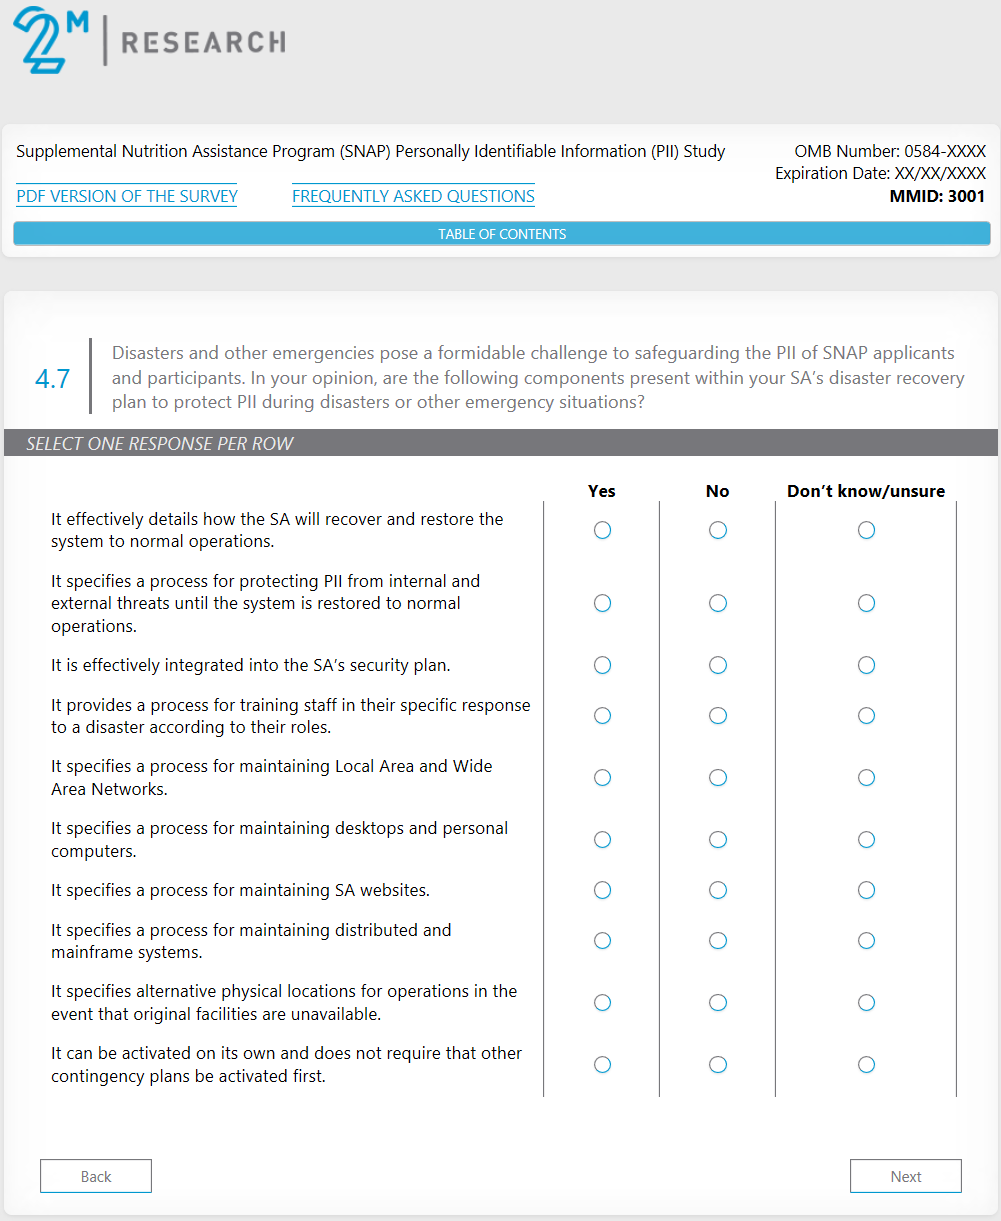 2M RESEARCH
Supplemental Nutrition Assistance Program (SNAP) Personally Identifiable Information (PII) Study
OMB Number: 0584-XXXX
Expiration Date: XX/XX/XXXX
PDF VERSION OF THE SURVEY
FREQUENTLY ASKED QUESTIONS
MMID: 3001
TABLE OF CONTENTS
4.7
Disasters and other emergencies pose a formidable challenge to safeguarding the PII of SNAP applicants
and participants. In your opinion, are the following components present within your SA’s disaster recovery
plan to protect PII during disasters or other emergency situations?
SELECT ONE RESPONSE PER ROW
Yes No Don’t know/unsure
It effectively details how the SA will recover and restore the
system to normal operations.
It specifies a process for protecting PII from internal and
external threats until the system is restored to normal
operations.
It is effectively integrated into the SA’s security plan.
It provides a process for training staff in their specific response
to a disaster according to their roles.
It specifies a process for maintaining Local Area and Wide
Area Networks.
It specifies a process for maintaining desktops and personal
computers.
It specifies a process for maintaining SA websites.
It specifies a process for maintaining distributed and
mainframe systems.
It specifies alternative physical locations for operations in the
event that original facilities are unavailable.
It can be activated on its own and does not require that other
contingency plans be activated first.
Back
Next